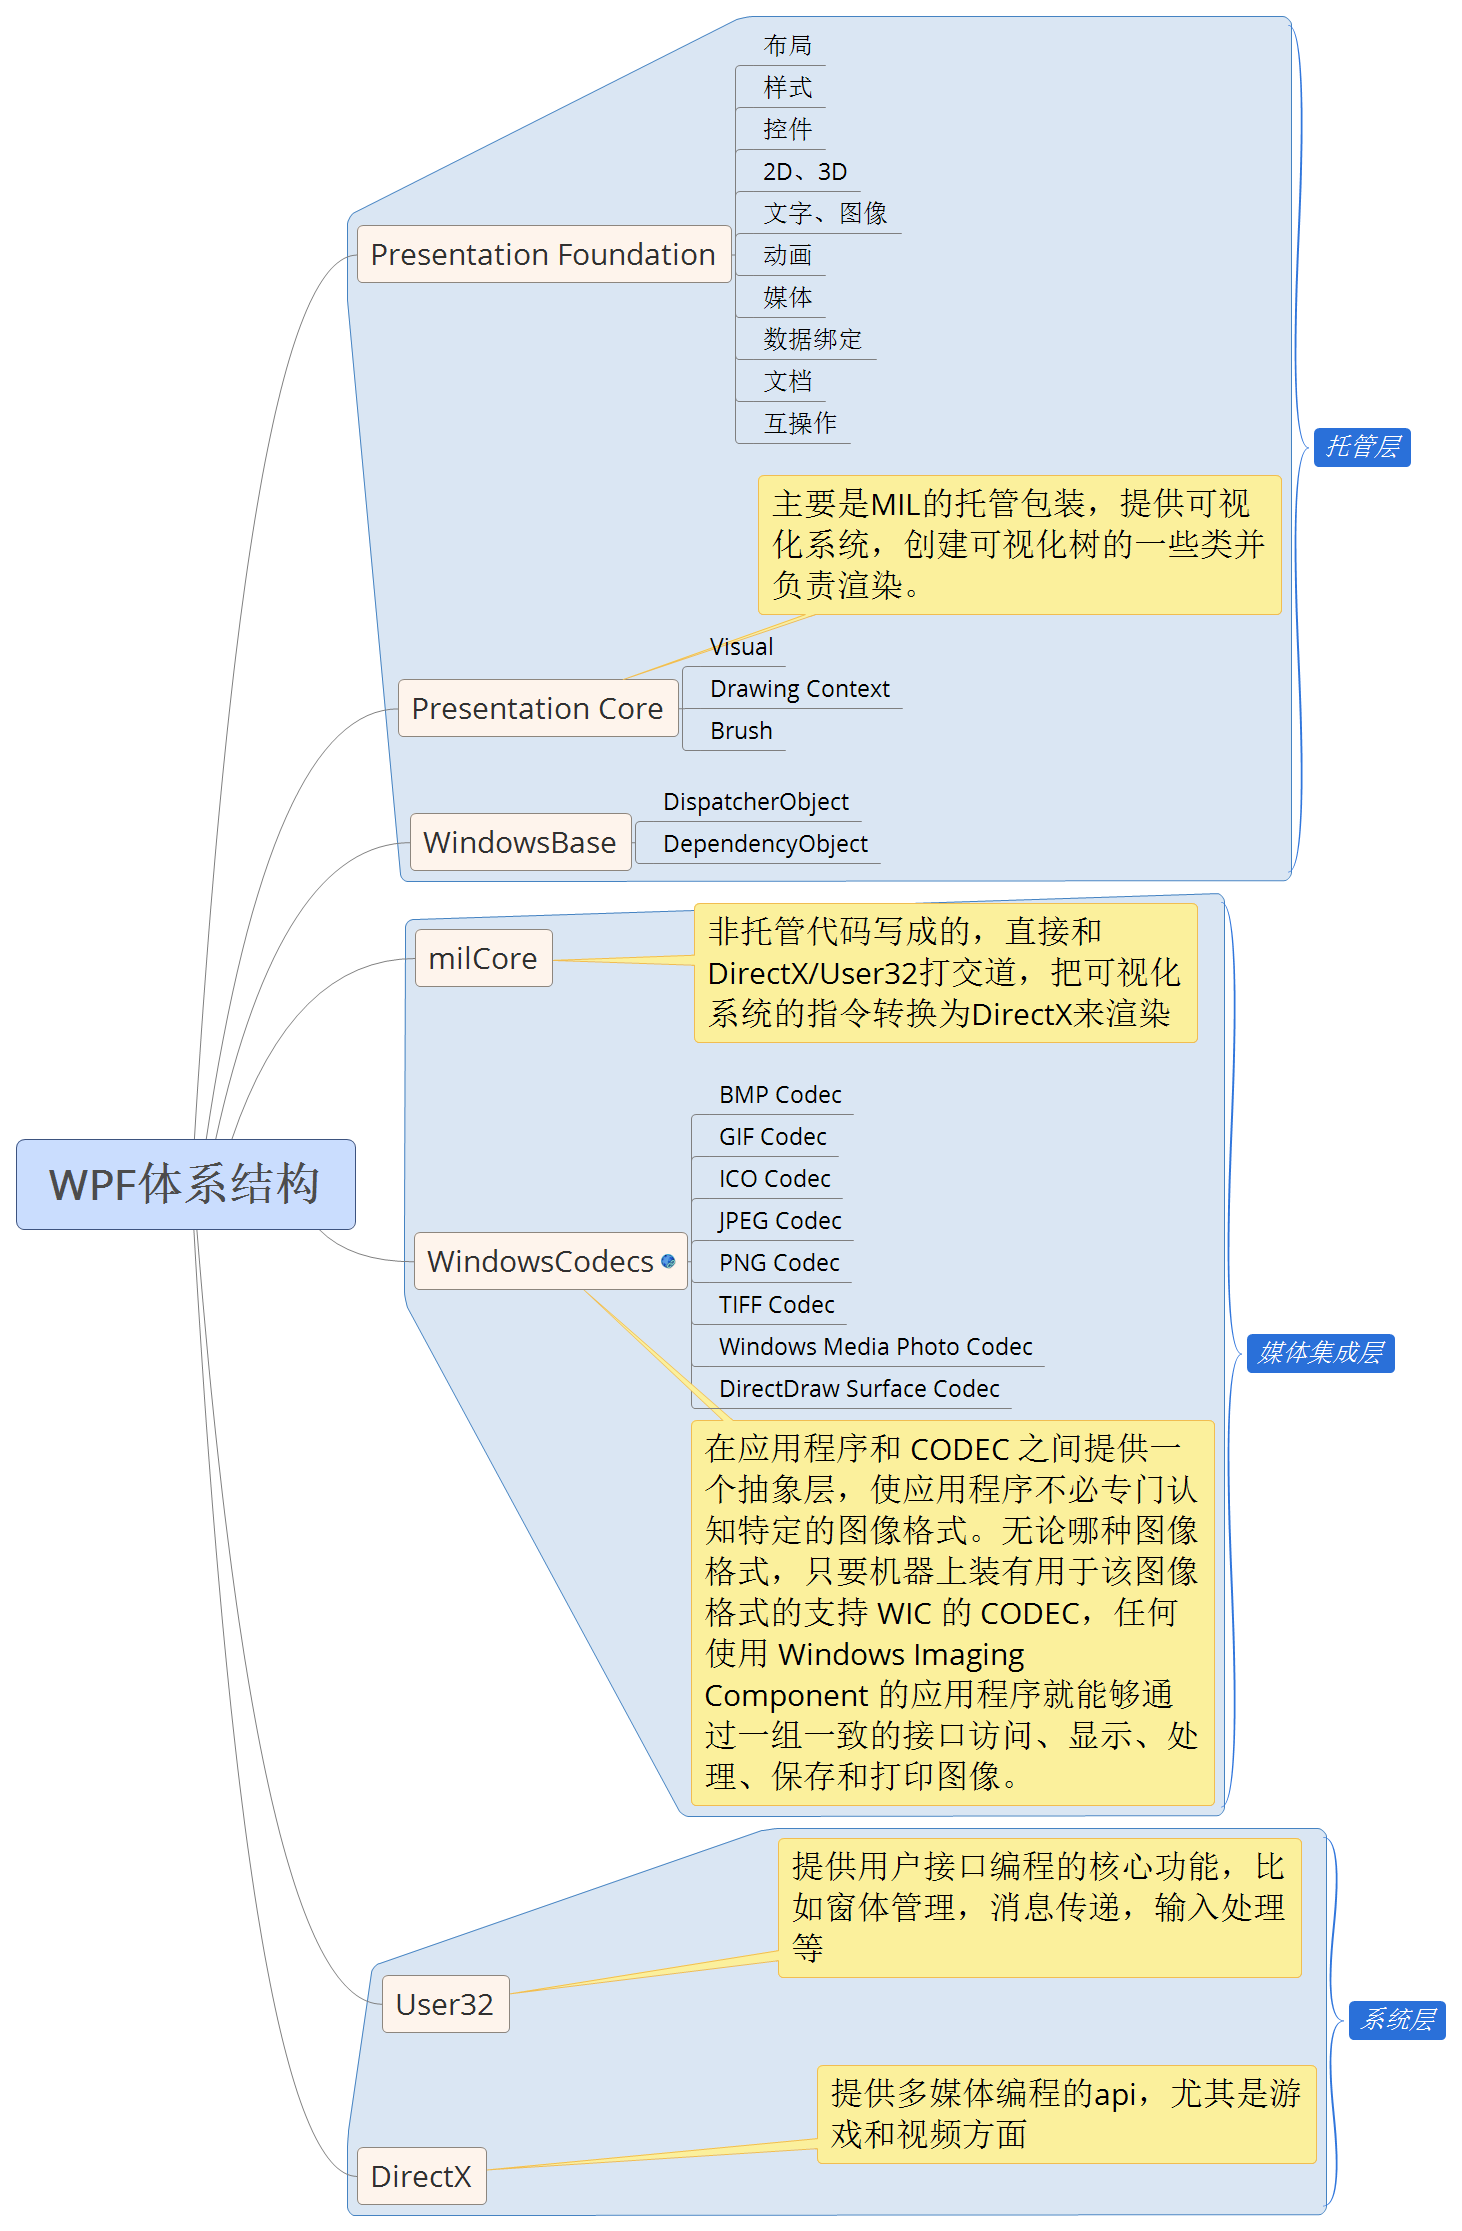 WPF体系结构
Presentation Foundation
布局
样式
控件
2D、3D
文字、图像
动画
媒体
数据绑定
文档
互操作
主要是MIL的托管包装，提供可视
化系统，创建可视化树的一些类并
负责渲染。
Presentation Core
Visual
Drawing Context
Brush
WindowsBase
DispatcherObject
DependencyObject
托管层
milCore
非托管代码写成的，直接和
DirectX/User32打交道，把可视化
系统的指令转换为DirectX来渲染
WindowsCodecs
BMP Codec
GIF Codec
ICO Codec
JPEG Codec
PNG Codec
TIFF Codec
Windows Media Photo Codec
DirectDraw Surface Codec
在应用程序和 CODEC 之间提供一
个抽象层，使应用程序不必专门认
知特定的图像格式。无论哪种图像
格式，只要机器上装有用于该图像
格式的支持 WIC 的 CODEC，任何
使用 Windows Imaging
Component 的应用程序就能够通
过一组一致的接口访问、显示、处
理、保存和打印图像。
媒体集成层
User32
提供用户接口编程的核心功能，比
如窗体管理，消息传递，输入处理
等
DirectX
提供多媒体编程的api，尤其是游
戏和视频方面
系统层